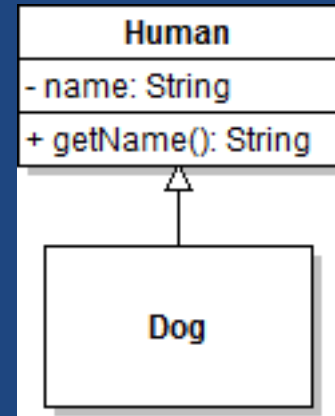 Human
- name: String
+ getName(): String
Dog